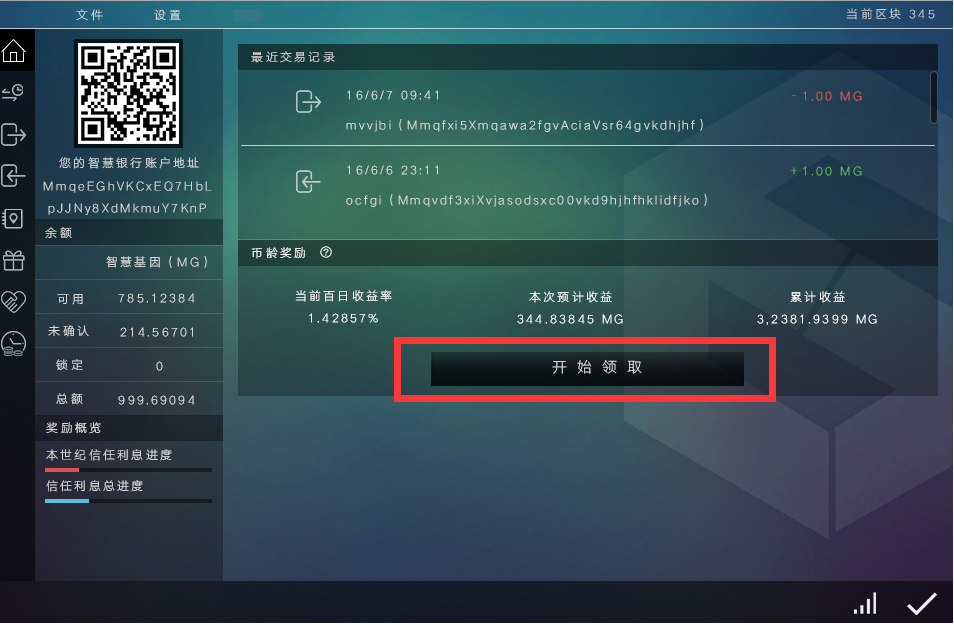 文件 设置 当前区块 345
您的智慧银行账户地址
MmqeEGhVKCxEQ7HbL
pJJNy8XdMkmuY7KnP
余额
智慧基因(MG)
可用 785.12384
未确认 214.56701
锁定 0
总额 999.69094
奖励概览
本世纪信任利息进度
信任利息总进度
最近交易记录
16/6/7 09:41 -1.00 MG
mvvjbi(Mmqfxi5Xmqawa2fgvAciaVsr64gvkdhjhf)
16/6/6 23:11 +1.00 MG
ocfgi(Mmqvdf3xiXvjasodsxc00vkd9hjhfhklidfjko)
币龄奖励 ?
当前百日收益率 本次预计收益 累计收益
1.42857% 344.83845 MG 3,2381.9399 MG
开始领取